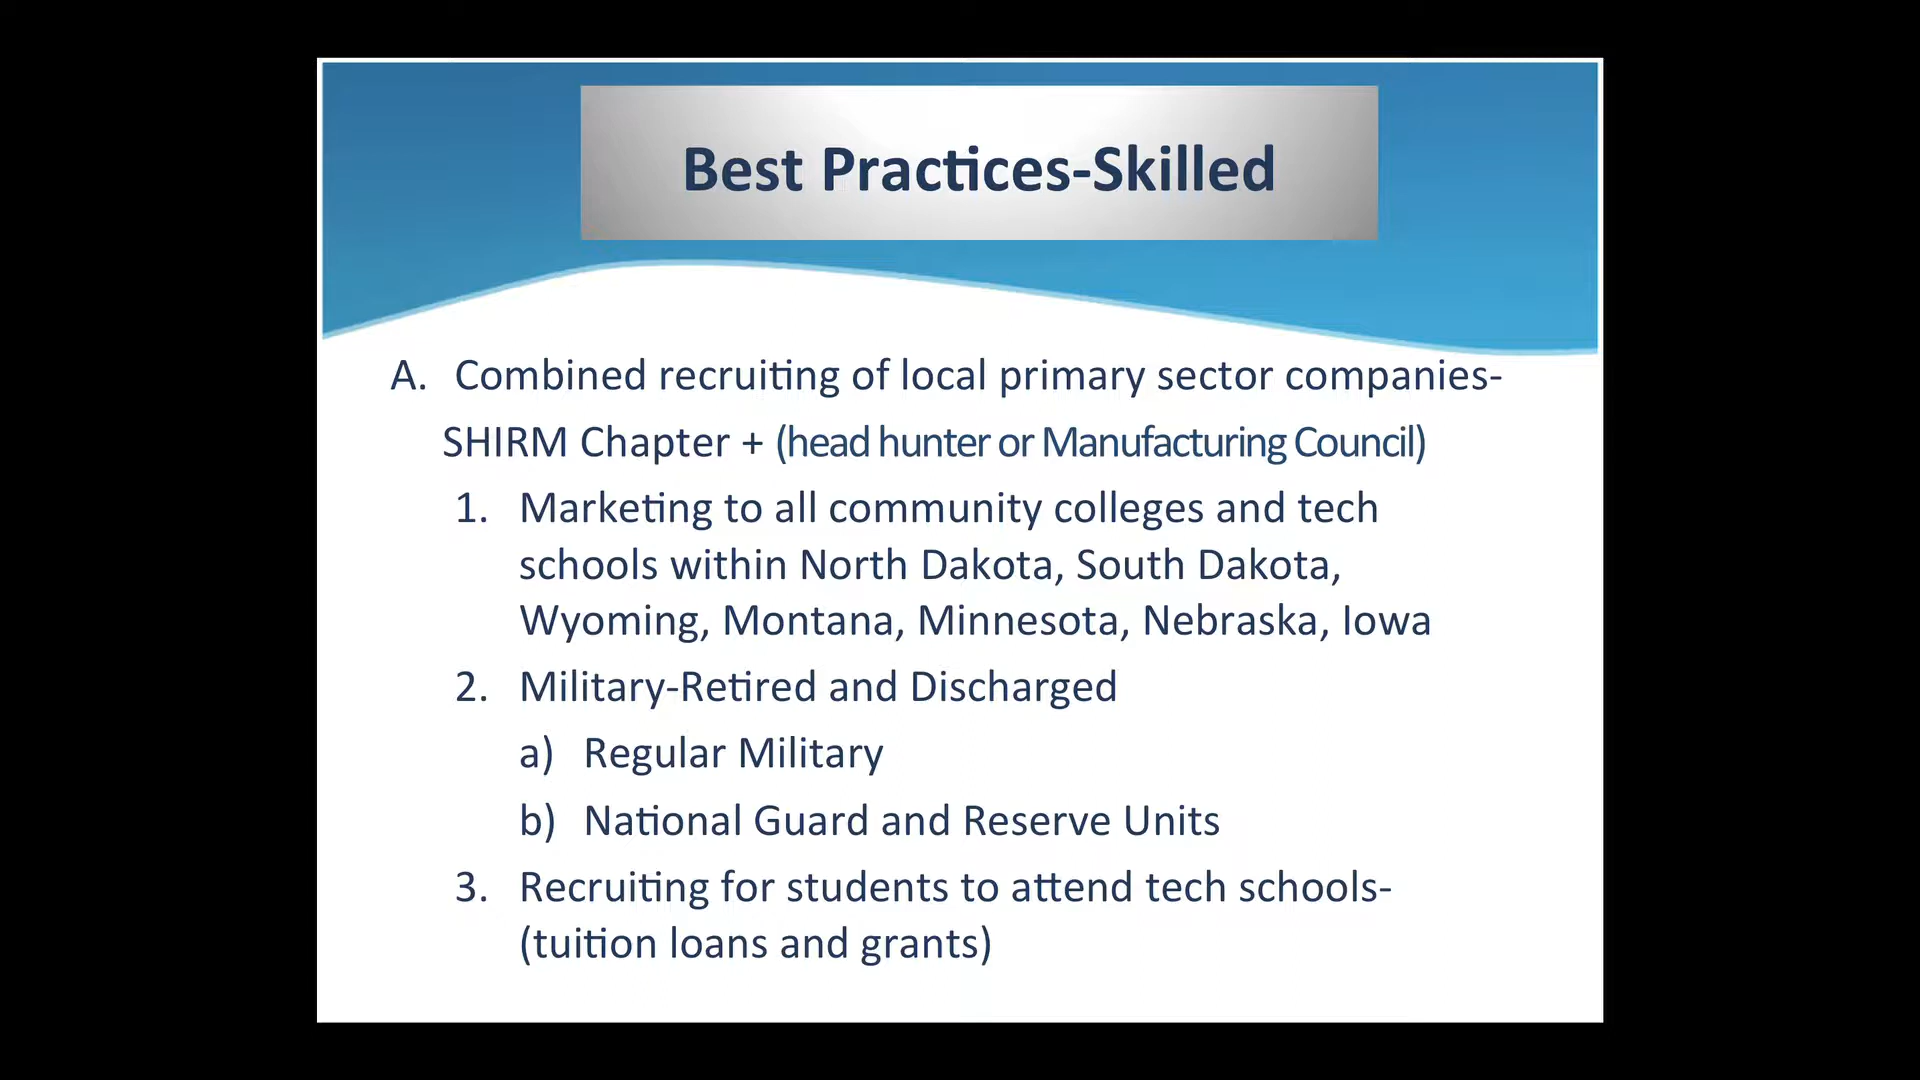 Best Practices-Skilled
A. Combined recruiting of local primary sector companies-
SHIRM Chapter + (head hunter or Manufacturing Council)
1. Marketing to all community colleges and tech
schools within North Dakota, South Dakota,
Wyoming, Montana, Minnesota, Nebraska, Iowa
2. Military-Retired and Discharged
a) Regular Military
b) National Guard and Reserve Units
3. Recruiting for students to attend tech schools-
(tuition loans and grants)